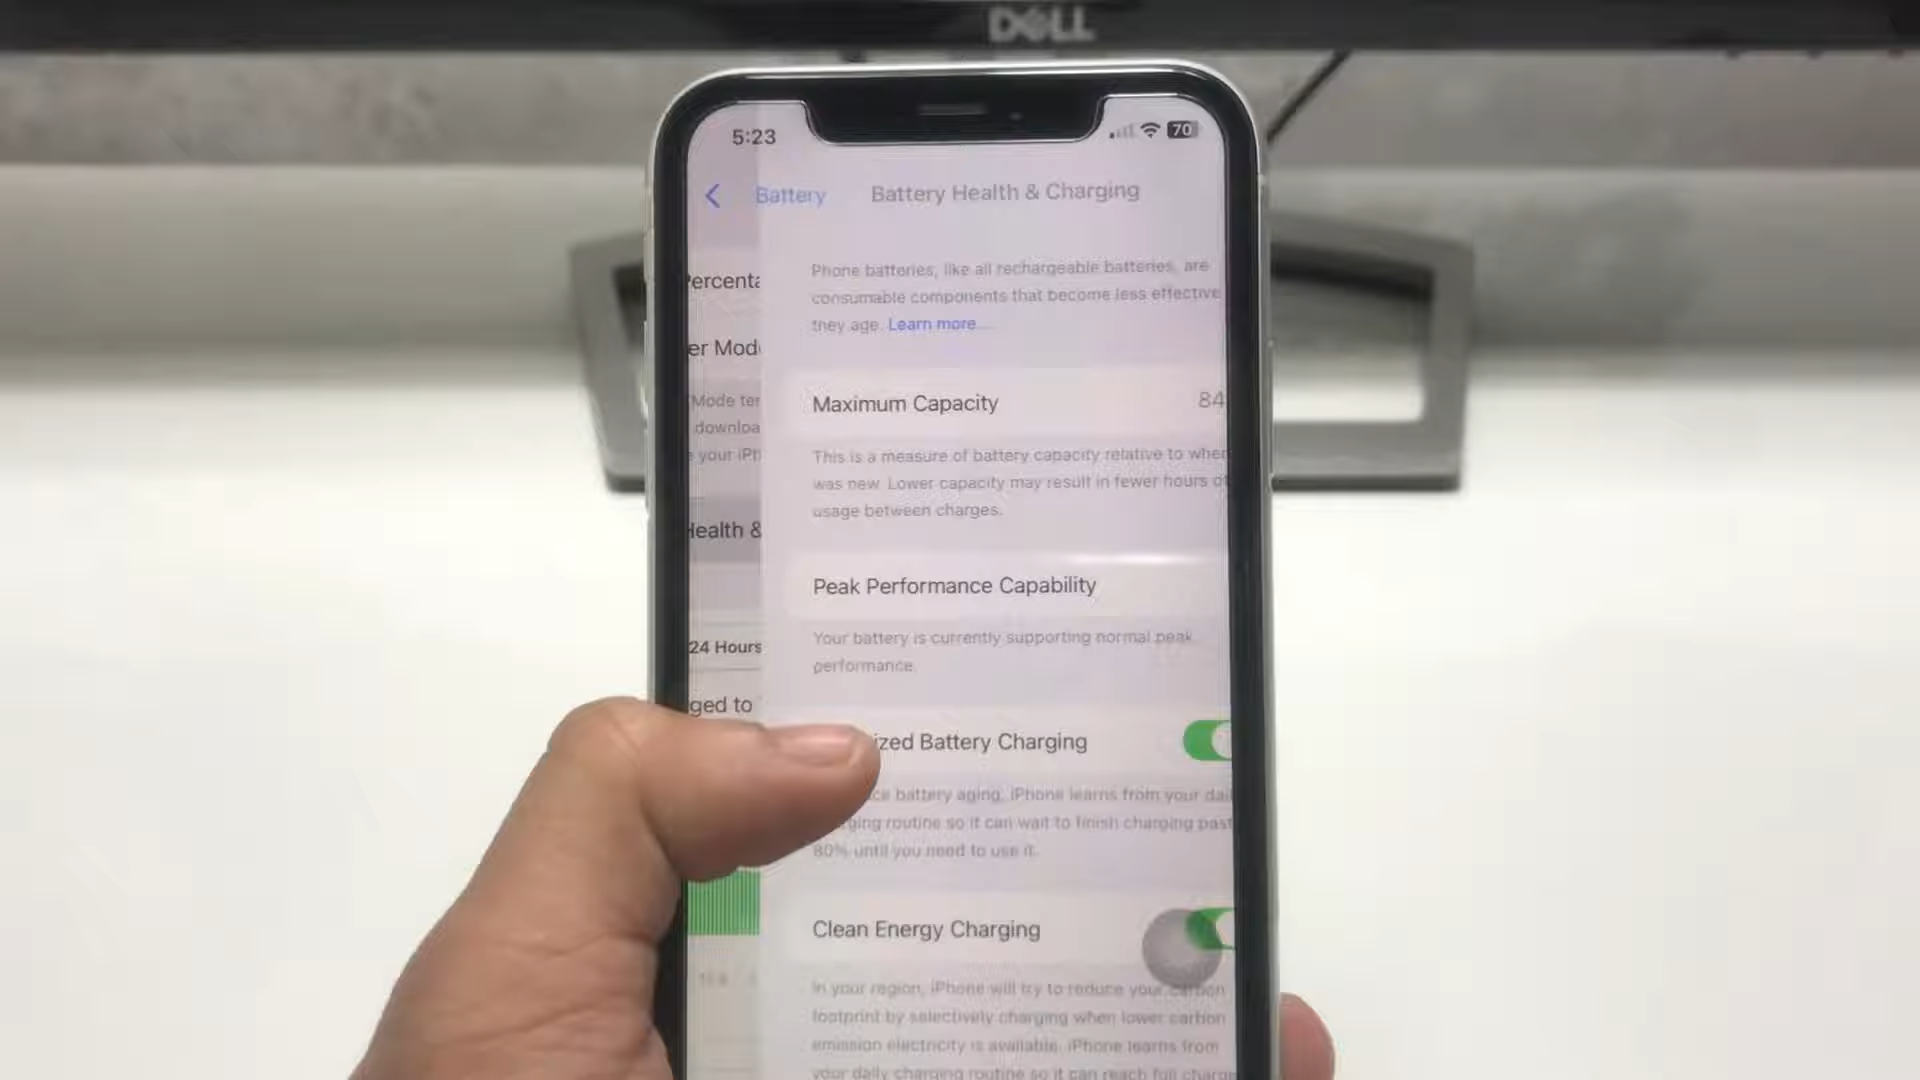 DELL
5:23
70
Battery
Battery Health & Charging
Percenta
er Mod
Mode ter
downloa
your iPh
Health &
24 Hours
ged to
Phone batteries, like all rechargeable batteries, are
consumable components that become less effective
they age. Learn more...
Maximum Capacity 84
This is a measure of battery capacity relative to when
was new. Lower capacity may result in fewer hours of
usage between charges.
Peak Performance Capability
Your battery is currently supporting normal peak
performance.
ized Battery Charging
ce battery aging, iPhone learns from your dail
ging routine so it can wait to finish charging past
80% until you need to use it.
Clean Energy Charging
In your region, iPhone will try to reduce your carbon
footprint by selectively charging when lower carbon
emission electricity is available. iPhone learns from
your daily charging routine so it can reach full charge